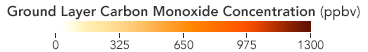 Ground Layer Carbon Monoxide Concentration (ppbv)
0 325 650 975 1300